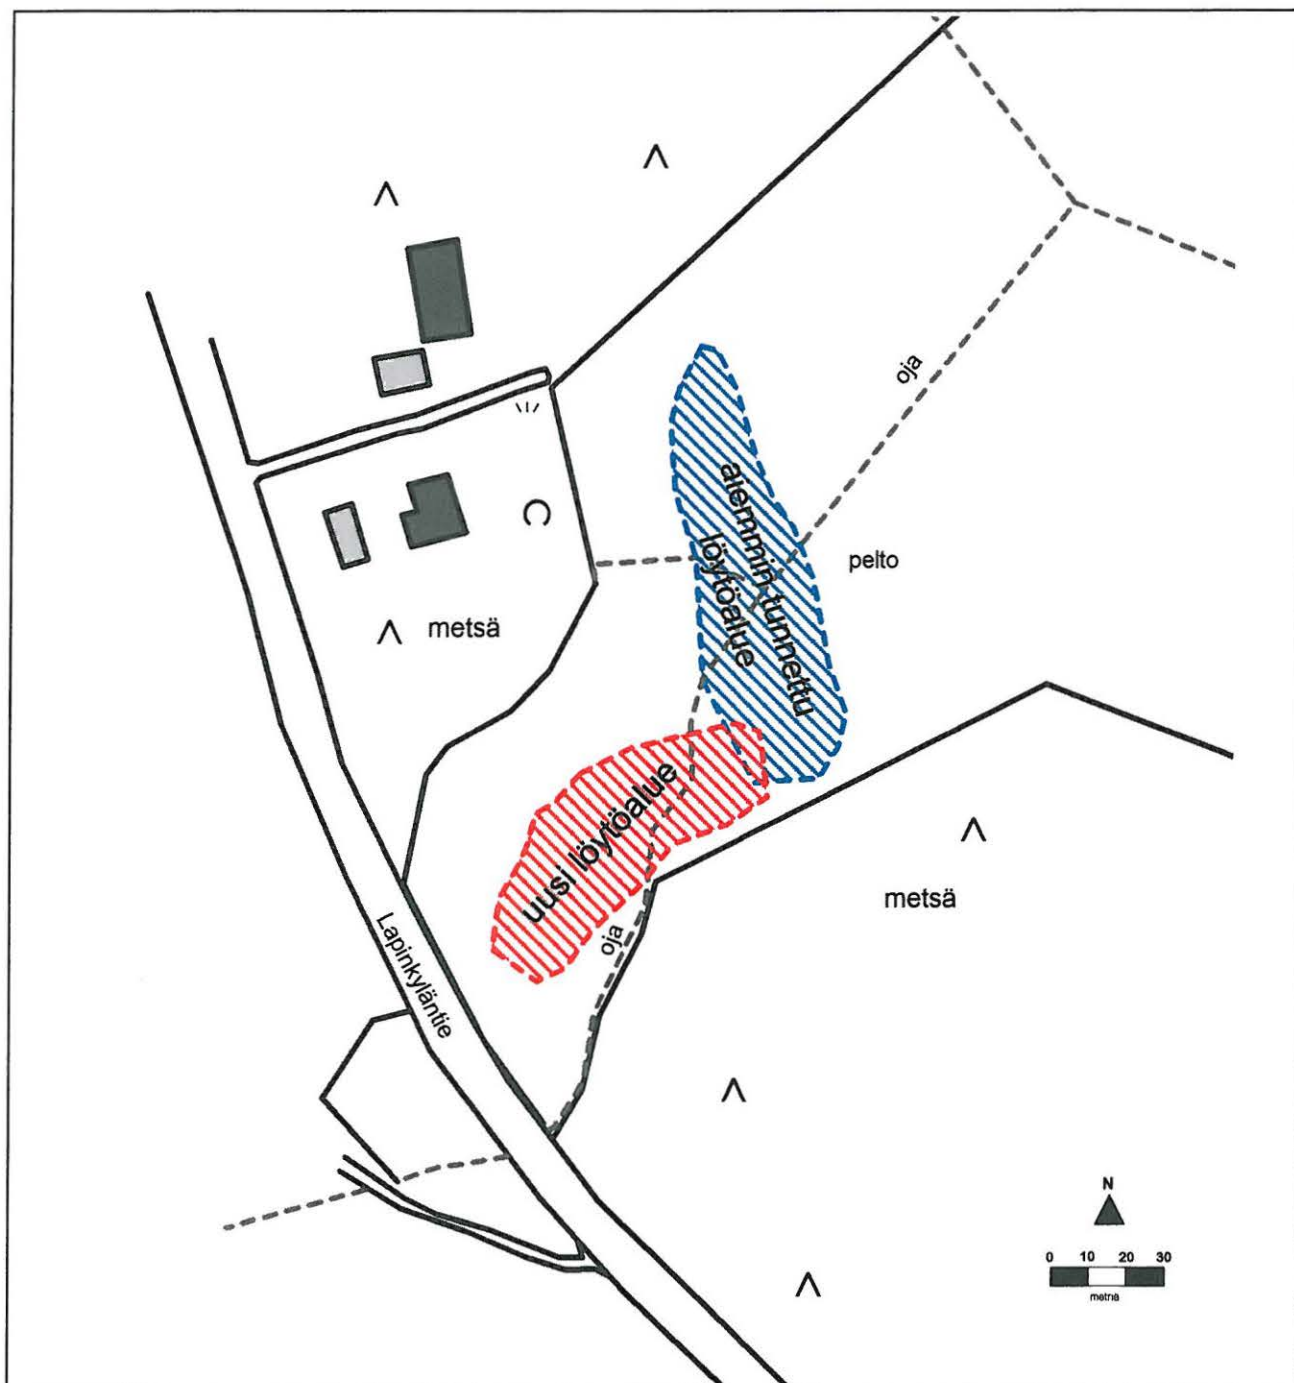 oja
aiemmin tunnettu
löytöalue
pelto
metsä
uusi löytöalue
metsä
oja
Lapinkyläntie
N
0 10 20 30
metriä